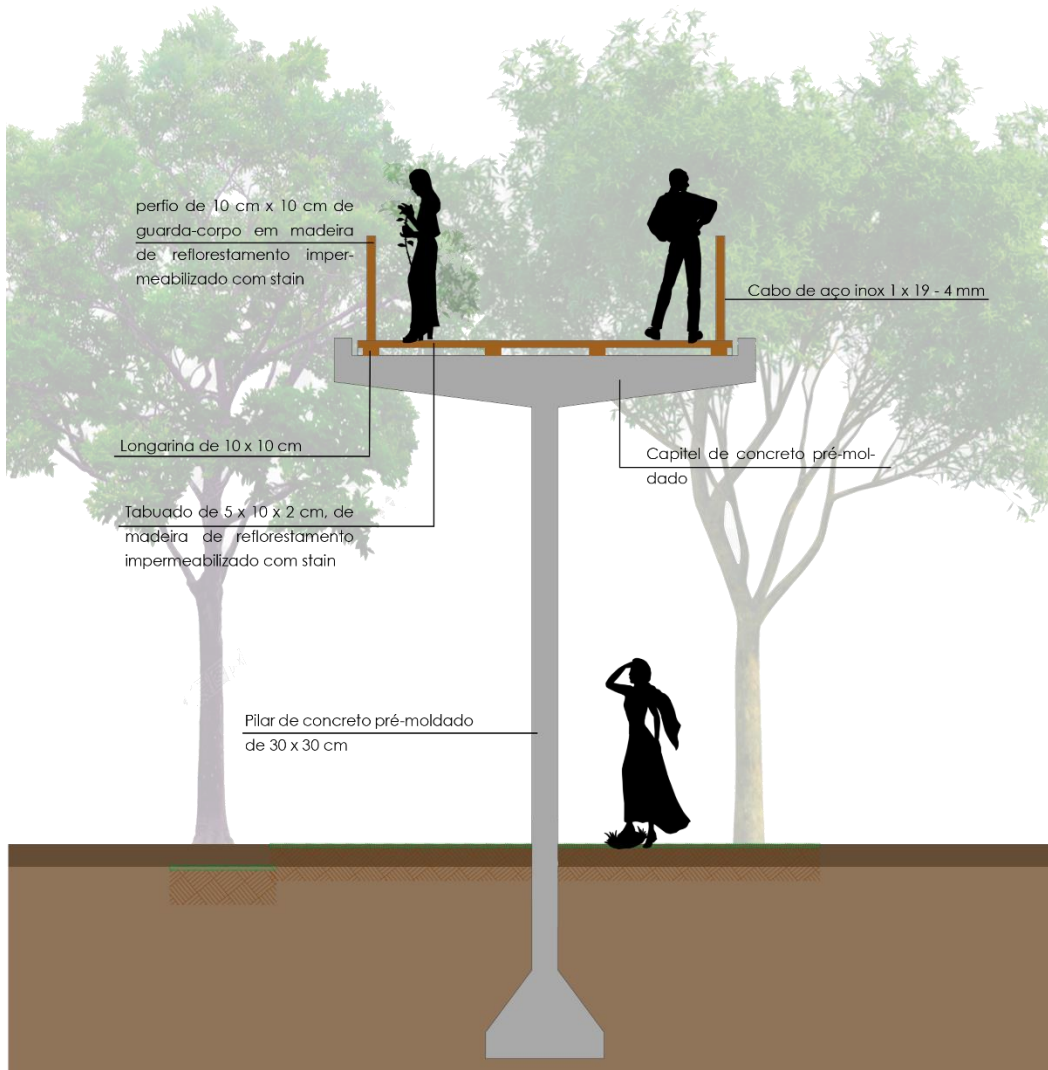 perfio de 10 cm x 10 cm de
guarda-corpo em madeira
de reflorestamento imper-
meabilizado com stain
Cabo de aço inox 1 x 19 - 4 mm
Longarina de 10 x 10 cm
Capitel de concreto pré-mol-
dado
Tabuado de 5 x 10 x 2 cm, de
madeira de reflorestamento
impermeabilizado com stain
Pilar de concreto pré-moldado
de 30 x 30 cm